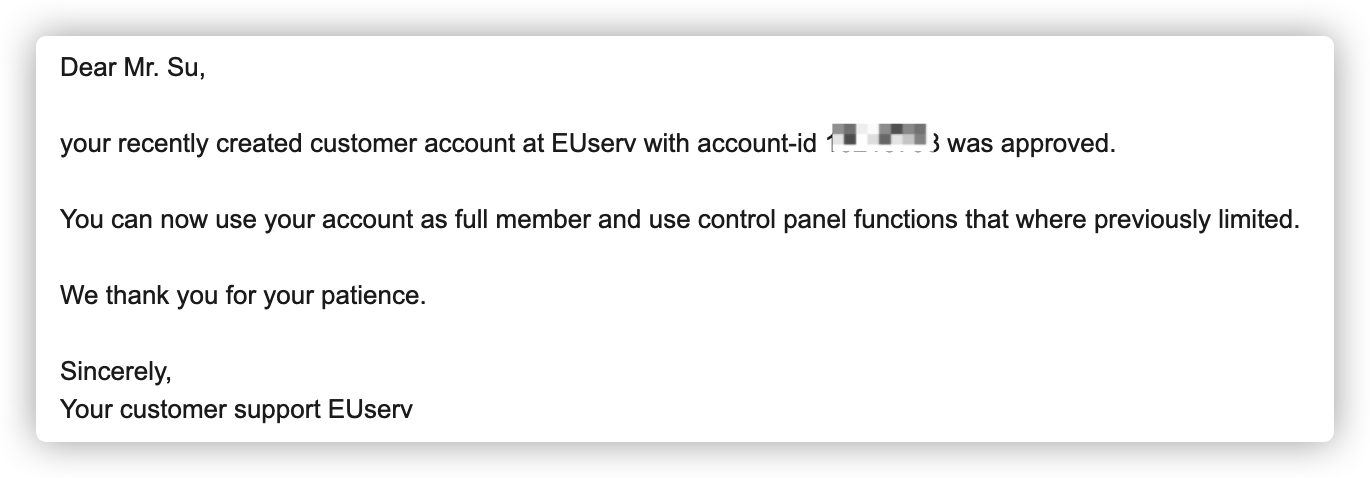 Dear Mr. Su,
your recently created customer account at EUserv with account-id was approved.
You can now use your account as full member and use control panel functions that where previously limited.
We thank you for your patience.
Sincerely,
Your customer support EUserv